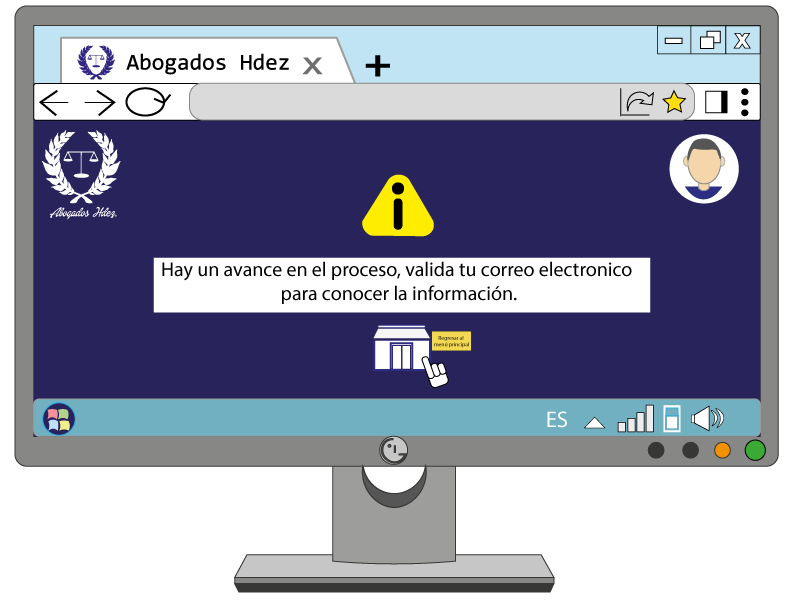 Abogados Hdez X
X
Abogados Hdez.
i
Hay un avance en el proceso, valida tu correo electronico
para conocer la información.
Regresar al
menú principal
ES